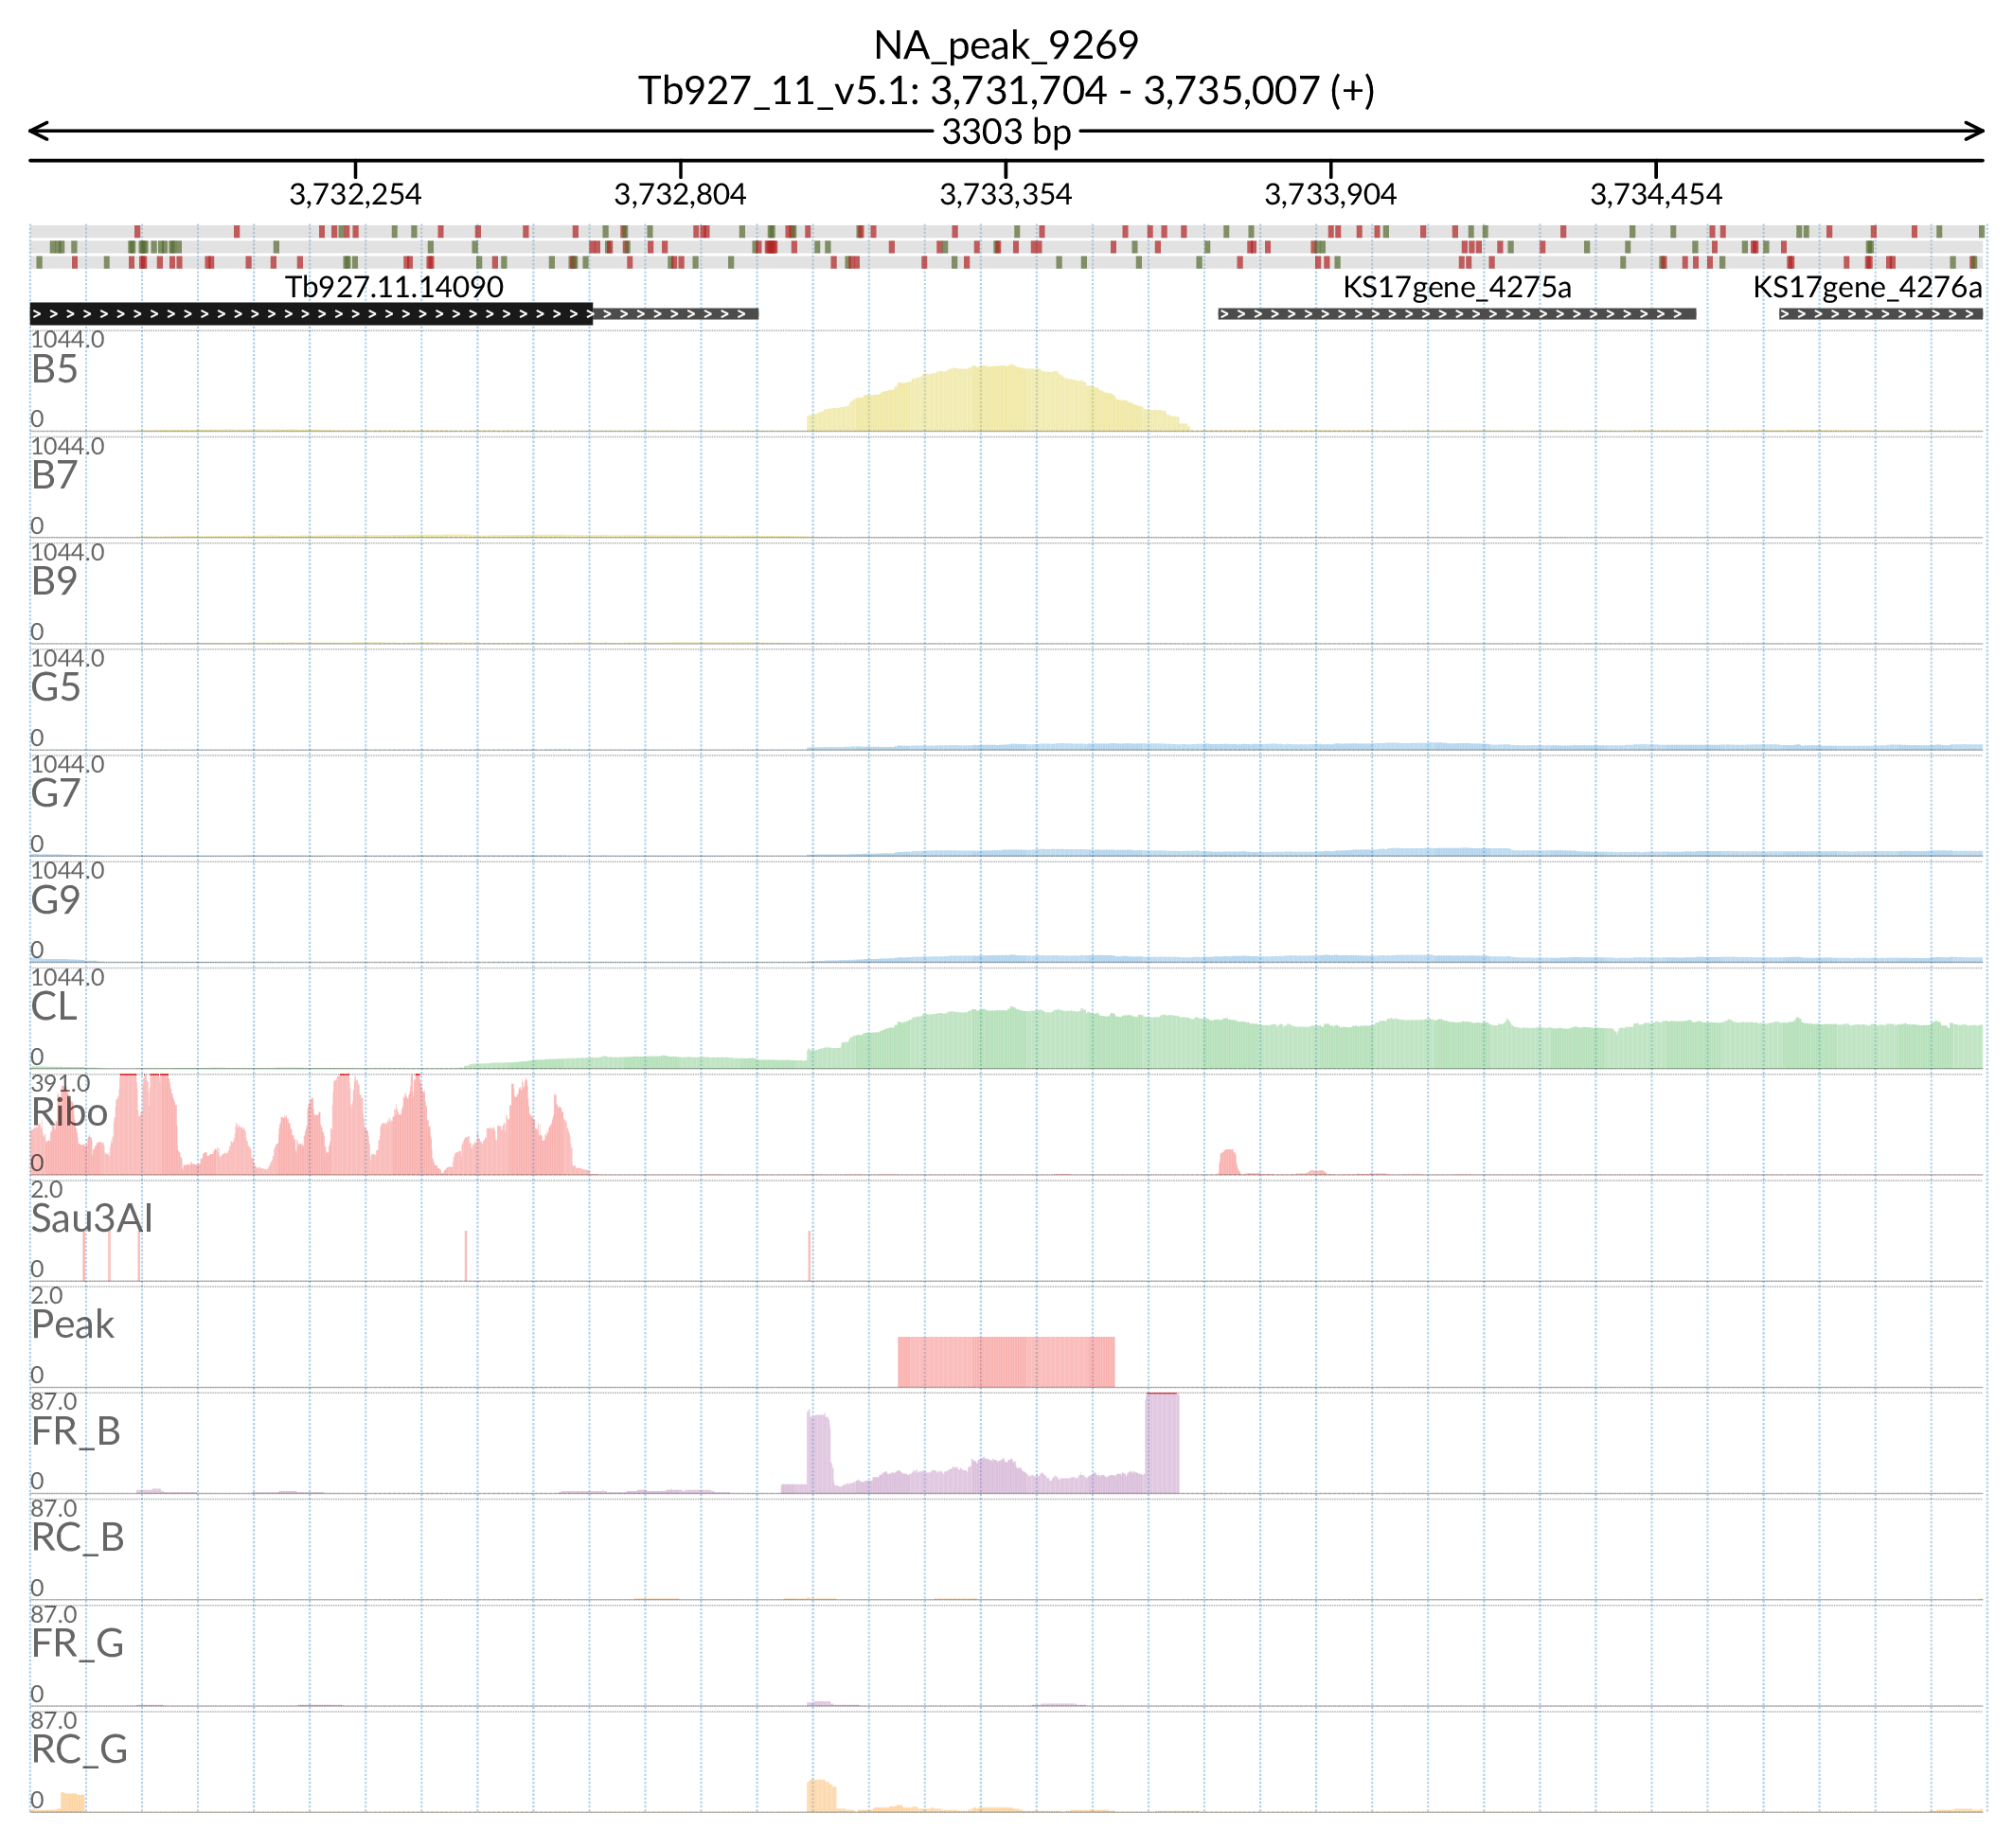 NA_peak_9269
Tb927_11_v5.1: 3,731,704 - 3,735,007 (+)
3303 bp
3,732,254 3,732,804 3,733,354 3,733,904 3,734,454
Tb927.11.14090 KS17gene_4275a KS17gene_4276a
1044.0
B5
0
1044.0
B7
0
1044.0
B9
0
1044.0
G5
0
1044.0
G7
0
1044.0
G9
0
1044.0
CL
0
391.0
Ribo
0
2.0
Sau3AI
0
2.0
Peak
0
87.0
FR_B
0
87.0
RC_B
0
87.0
FR_G
0
87.0
RC_G
0